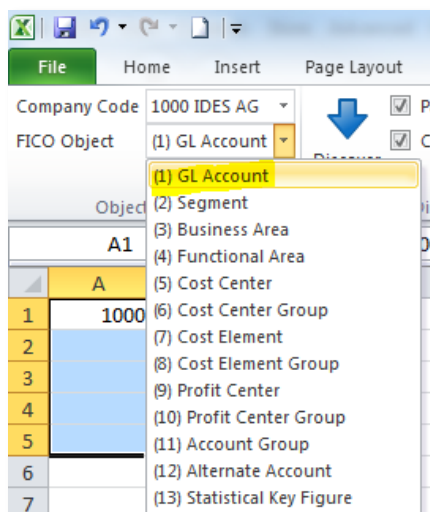 File Home Insert Page Layout
Company Code 1000 IDES AG P
FICO Object (1) GL Account C
Discover
(1) GL Account
Object
(2) Segment
(3) Business Area
A1
(4) Functional Area
A
(5) Cost Center
1 1000
(6) Cost Center Group
2
(7) Cost Element
3
(8) Cost Element Group
4
(9) Profit Center
(10) Profit Center Group
5
(11) Account Group
6
(12) Alternate Account
7
(13) Statistical Key Figure